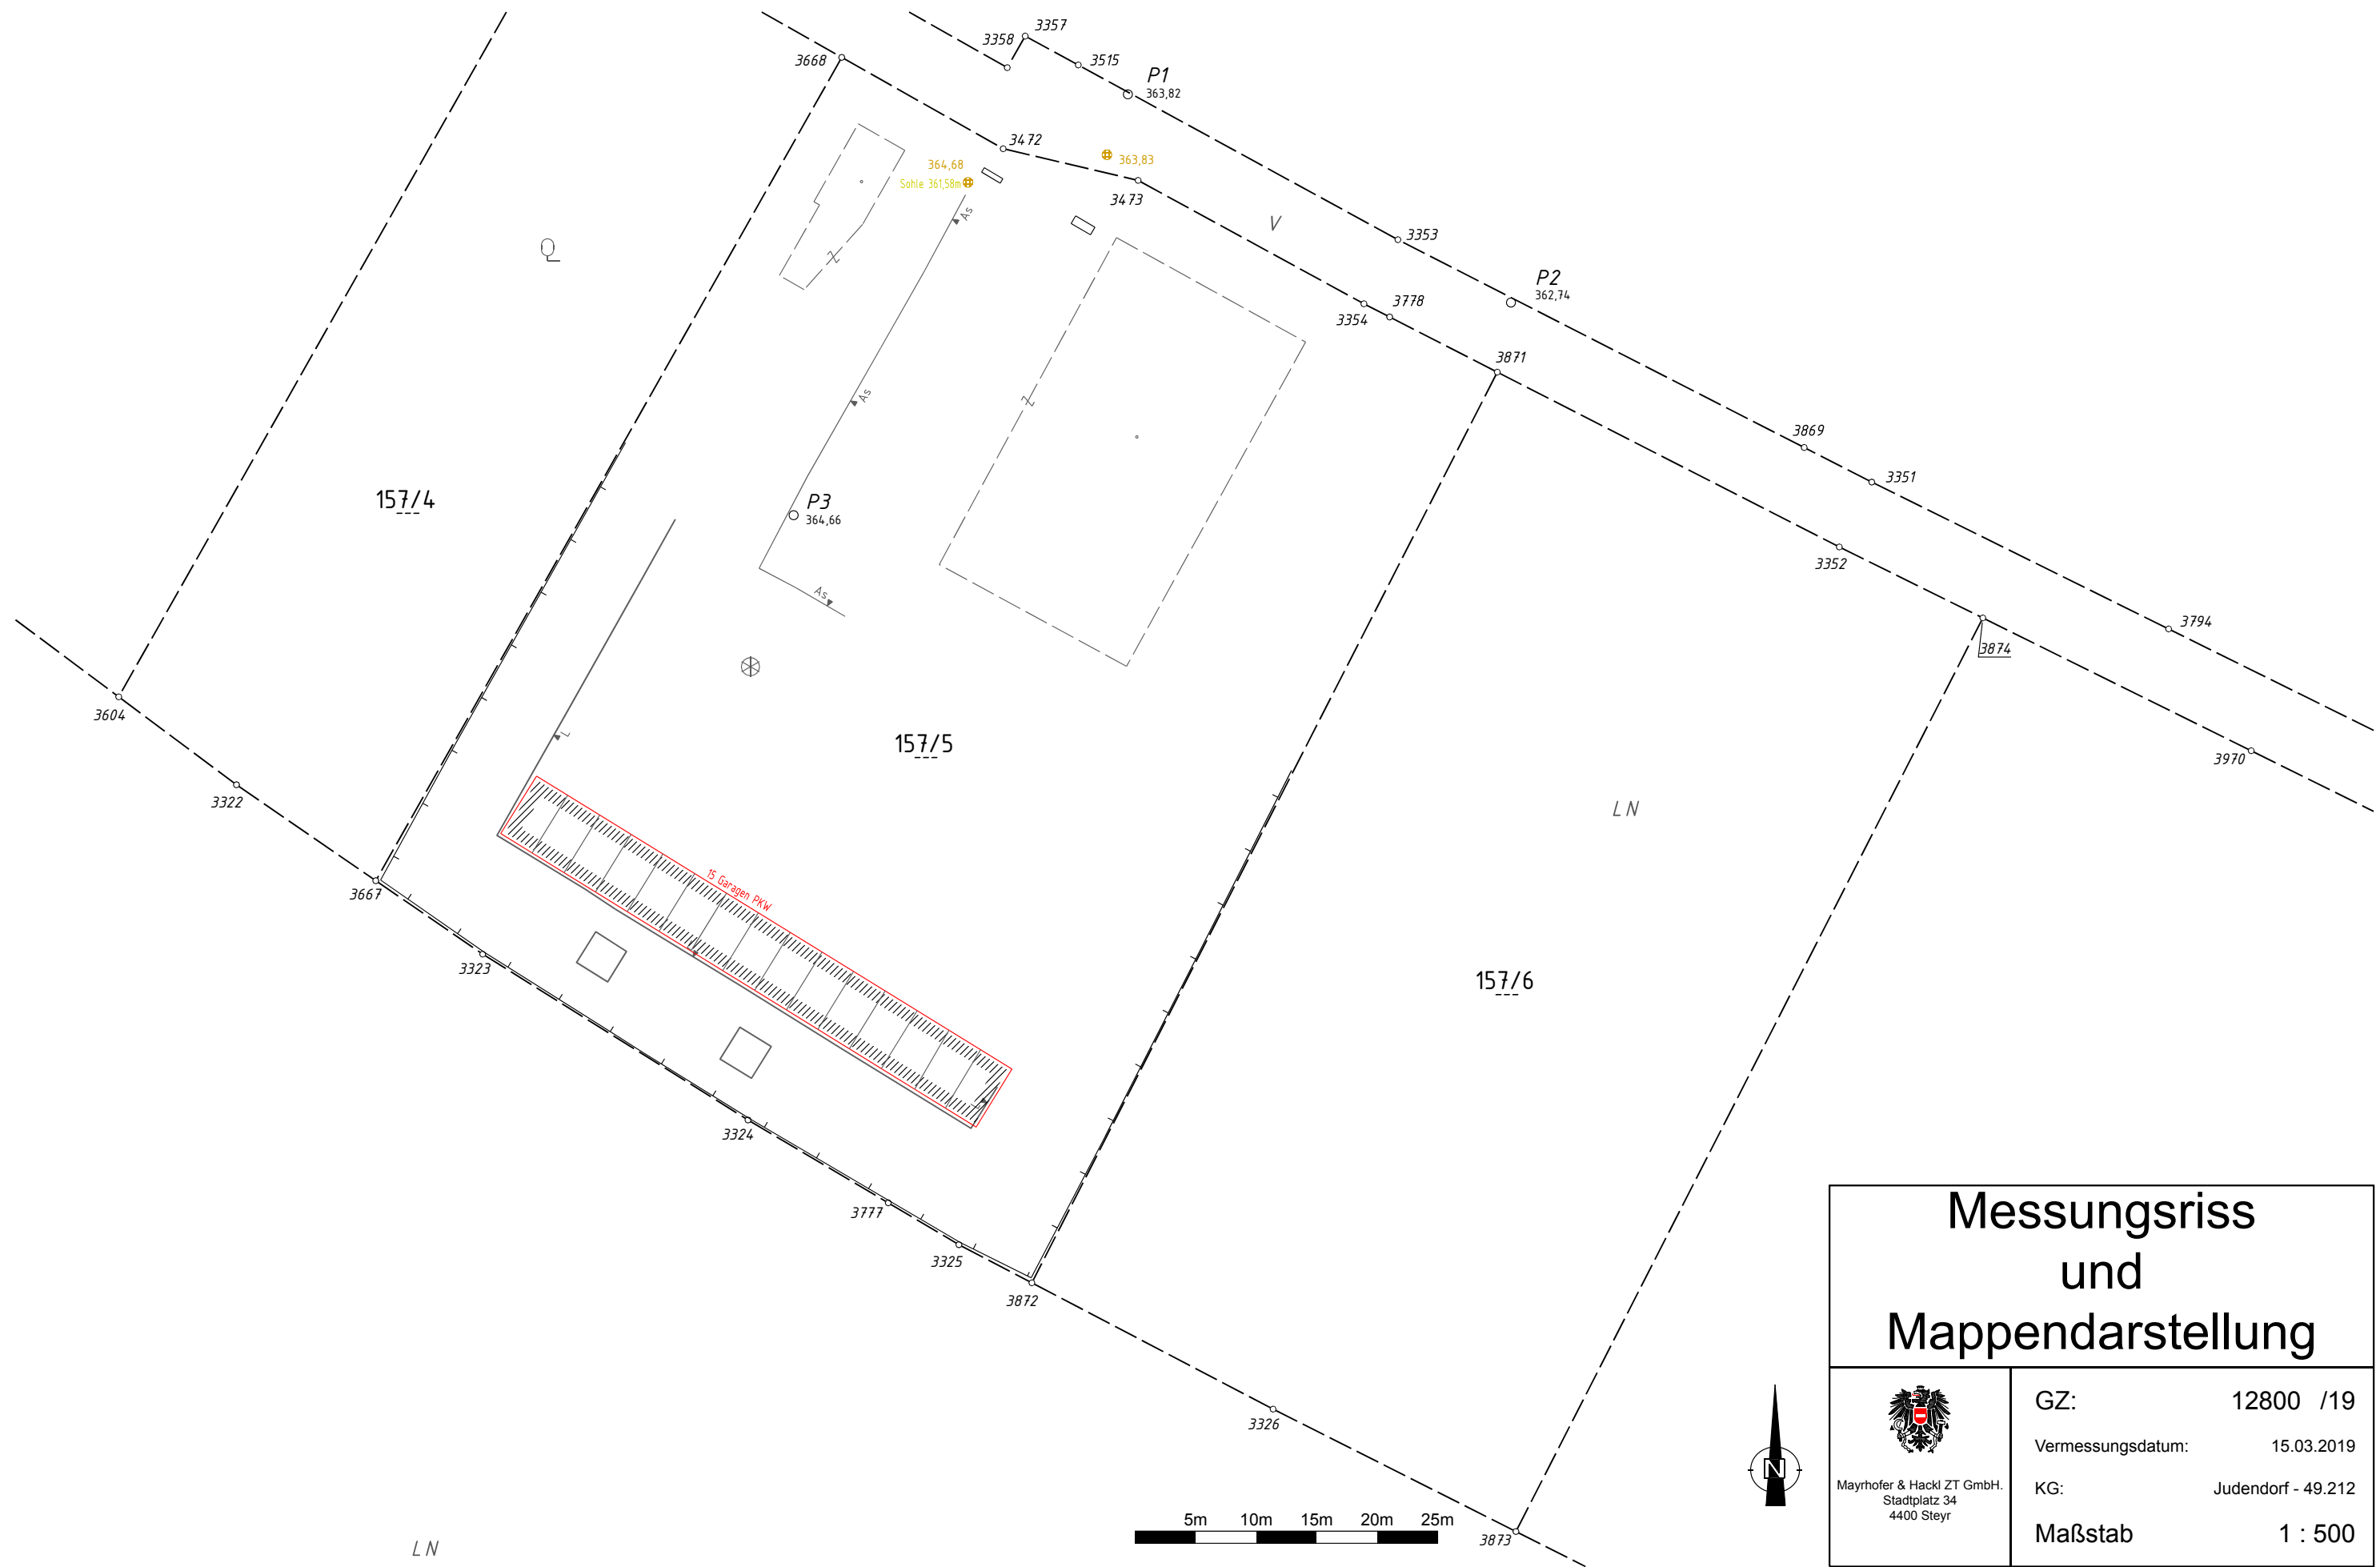 3357
3358
3515
3668
P1
363,82
3472
363,83
364,68
Sohle 361,58m
3473
As
V
3353
Q
Z
P2
362,74
3778
3354
3871
As
Z
3869
3351
157/4
P3
364,66
3352
As
3794
3874
3604
L
157/5
3970
3322
LN
15 Garagen PKW
3667
3323
157/6
3324
3777
3325
3872
3326
3873
LN
5m 10m 15m 20m 25m
N
Messungsriss
und
Mappendarstellung
Mayrhofer & Hackl ZT GmbH.
Stadtplatz 34
4400 Steyr
GZ: 12800 /19
Vermessungsdatum: 15.03.2019
KG: Judendorf - 49.212
Maßstab 1 : 500